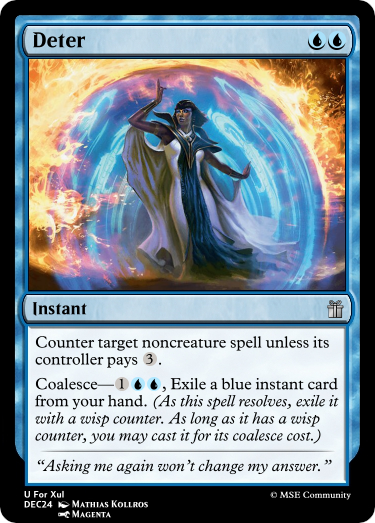 Deter
Instant
Counter target noncreature spell unless its
controller pays 3.
Coalesce—1, Exile a blue instant card
from your hand. (As this spell resolves, exile it
with a wisp counter. As long as it has a wisp
counter, you may cast it for its coalesce cost.)
“Asking me again won’t change my answer.”
U For Xul
DEC24 Mathias Kollros
Magenta
© MSE Community